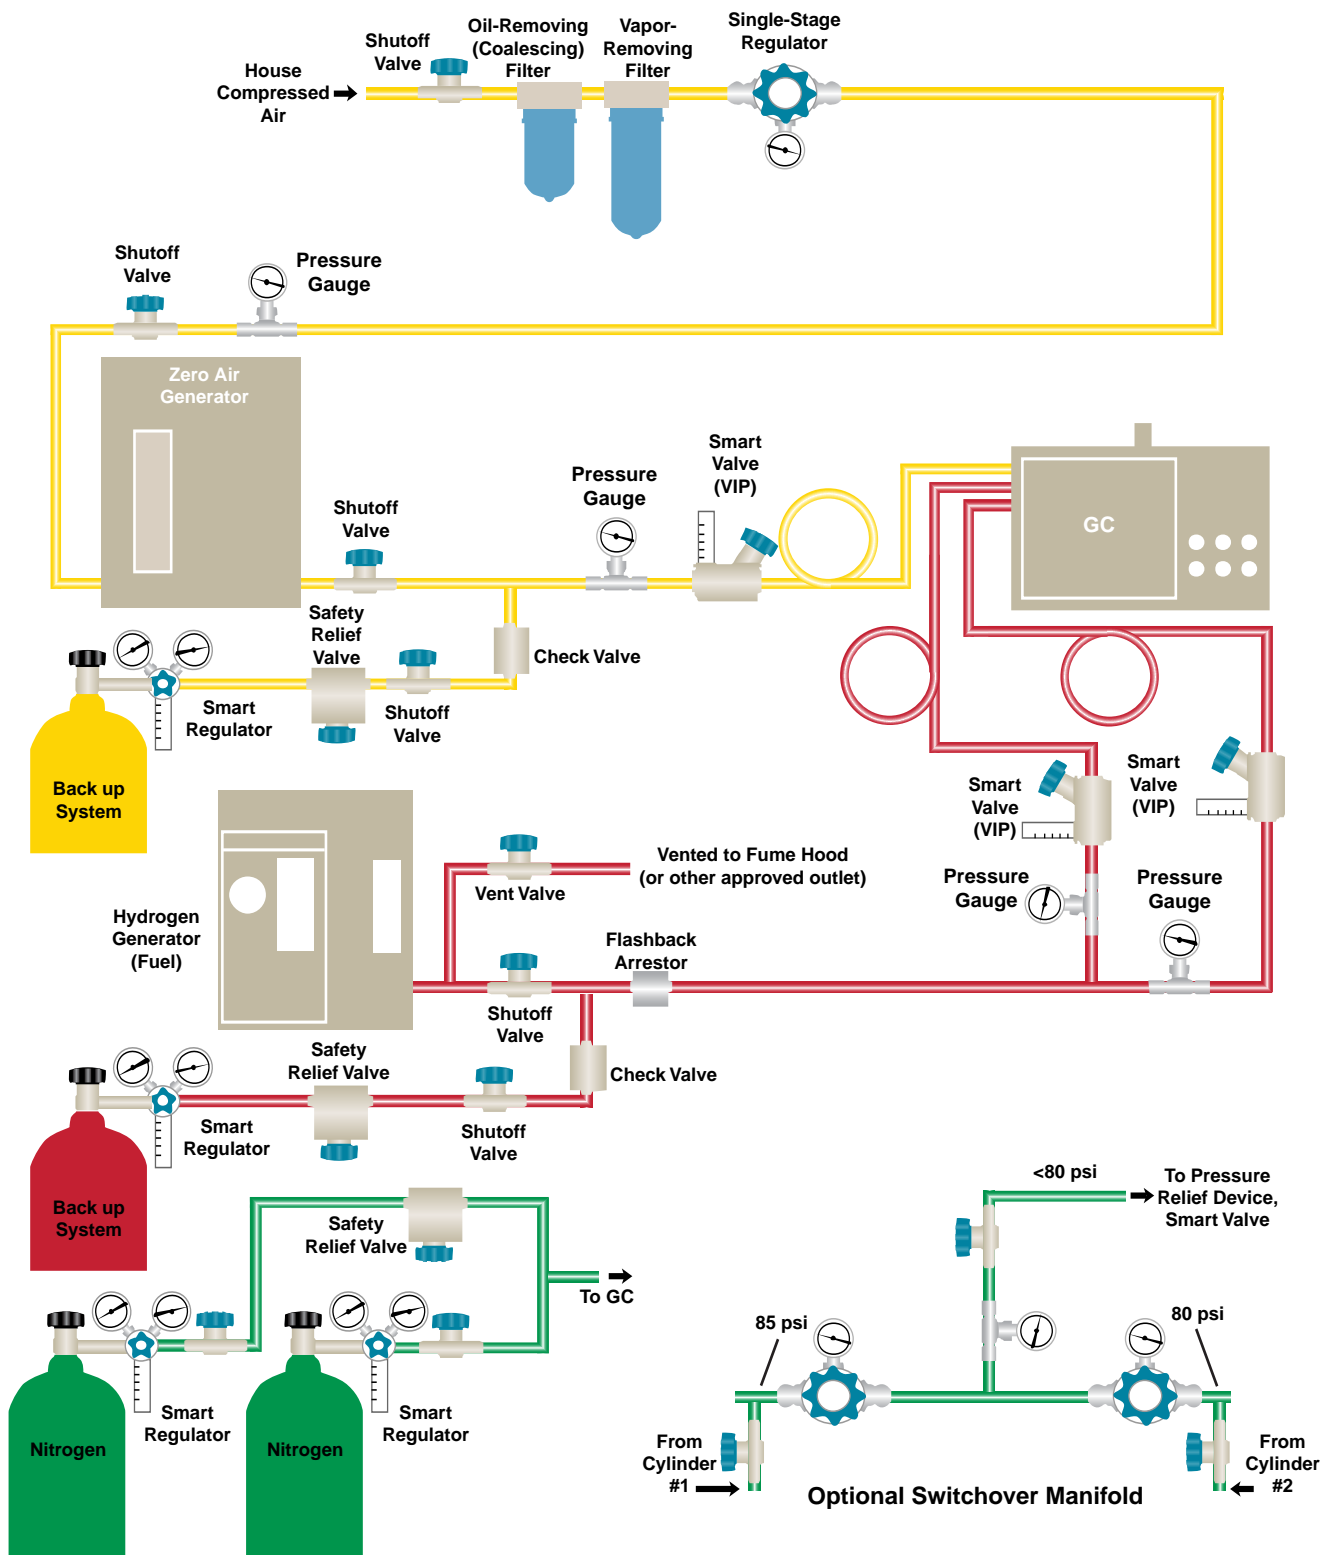 Oil-Removing
(Coalescing)
Filter
Vapor-
Removing
Filter
Single-Stage
Regulator
Shutoff
Valve
House
Compressed
Air
Shutoff
Valve
Pressure
Gauge
Zero Air
Generator
Smart
Valve
(VIP)
Pressure
Gauge
Shutoff
Valve
GC
Safety
Relief
Valve
Check Valve
Smart
Regulator
Shutoff
Valve
Back up
System
Smart
Valve
(VIP)
Smart
Valve
(VIP)
Vented to Fume Hood
(or other approved outlet)
Vent Valve
Pressure
Gauge
Pressure
Gauge
Hydrogen
Generator
(Fuel)
Flashback
Arrestor
Shutoff
Valve
Safety
Relief Valve
Check Valve
Smart
Regulator
Shutoff
Valve
Back up
System
<80 psi
To Pressure
Relief Device,
Smart Valve
Safety
Relief Valve
To GC
85 psi
80 psi
Smart
Regulator
Smart
Regulator
Nitrogen
Nitrogen
From
Cylinder
#1
From
Cylinder
#2
Optional Switchover Manifold